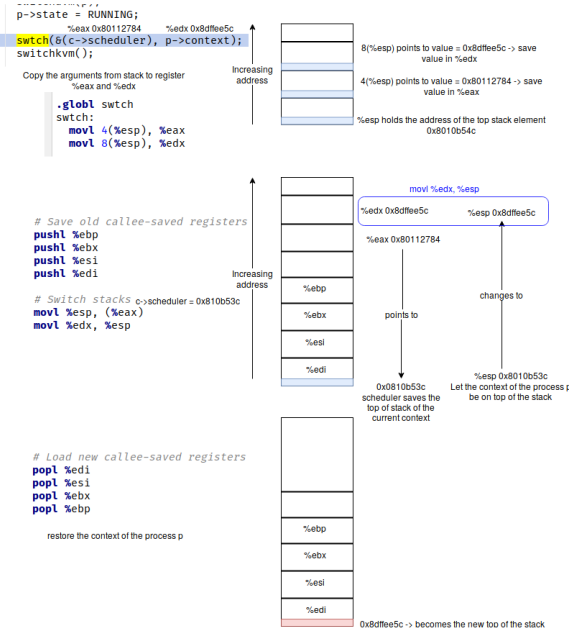 p->state = RUNNING;
%eax 0x80112784 %edx 0x8dffee5c
swtch(&(c->scheduler), p->context);
switchkvm();
Copy the arguments from stack to register
%eax and %edx
.globl swtch
swtch:
movl 4(%esp), %eax
movl 8(%esp), %edx
Increasing
address
8(%esp) points to value = 0x8dffee5c -> save
value in %edx
4(%esp) points to value = 0x80112784 -> save
value in %eax
%esp holds the address of the top stack element
0x8010b54c
# Save old callee-saved registers
pushl %ebp
pushl %ebx
pushl %esi
pushl %edi
# Switch stacks c->scheduler = 0x810b53c
movl %esp, (%eax)
movl %edx, %esp
Increasing
address
%ebp
%ebx
%esi
%edi
movl %edx, %esp
%edx 0x8dffee5c %esp 0x8dffee5c
%eax 0x80112784
points to
changes to
0x0810b53c
scheduler saves the
top of stack of the
current context
%esp 0x8010b53c
Let the context of the process p
be on top of the stack
# Load new callee-saved registers
popl %edi
popl %esi
popl %ebx
popl %ebp
restore the context of the process p
%ebp
%ebx
%esi
%edi
0x8dffee5c -> becomes the new top of the stack